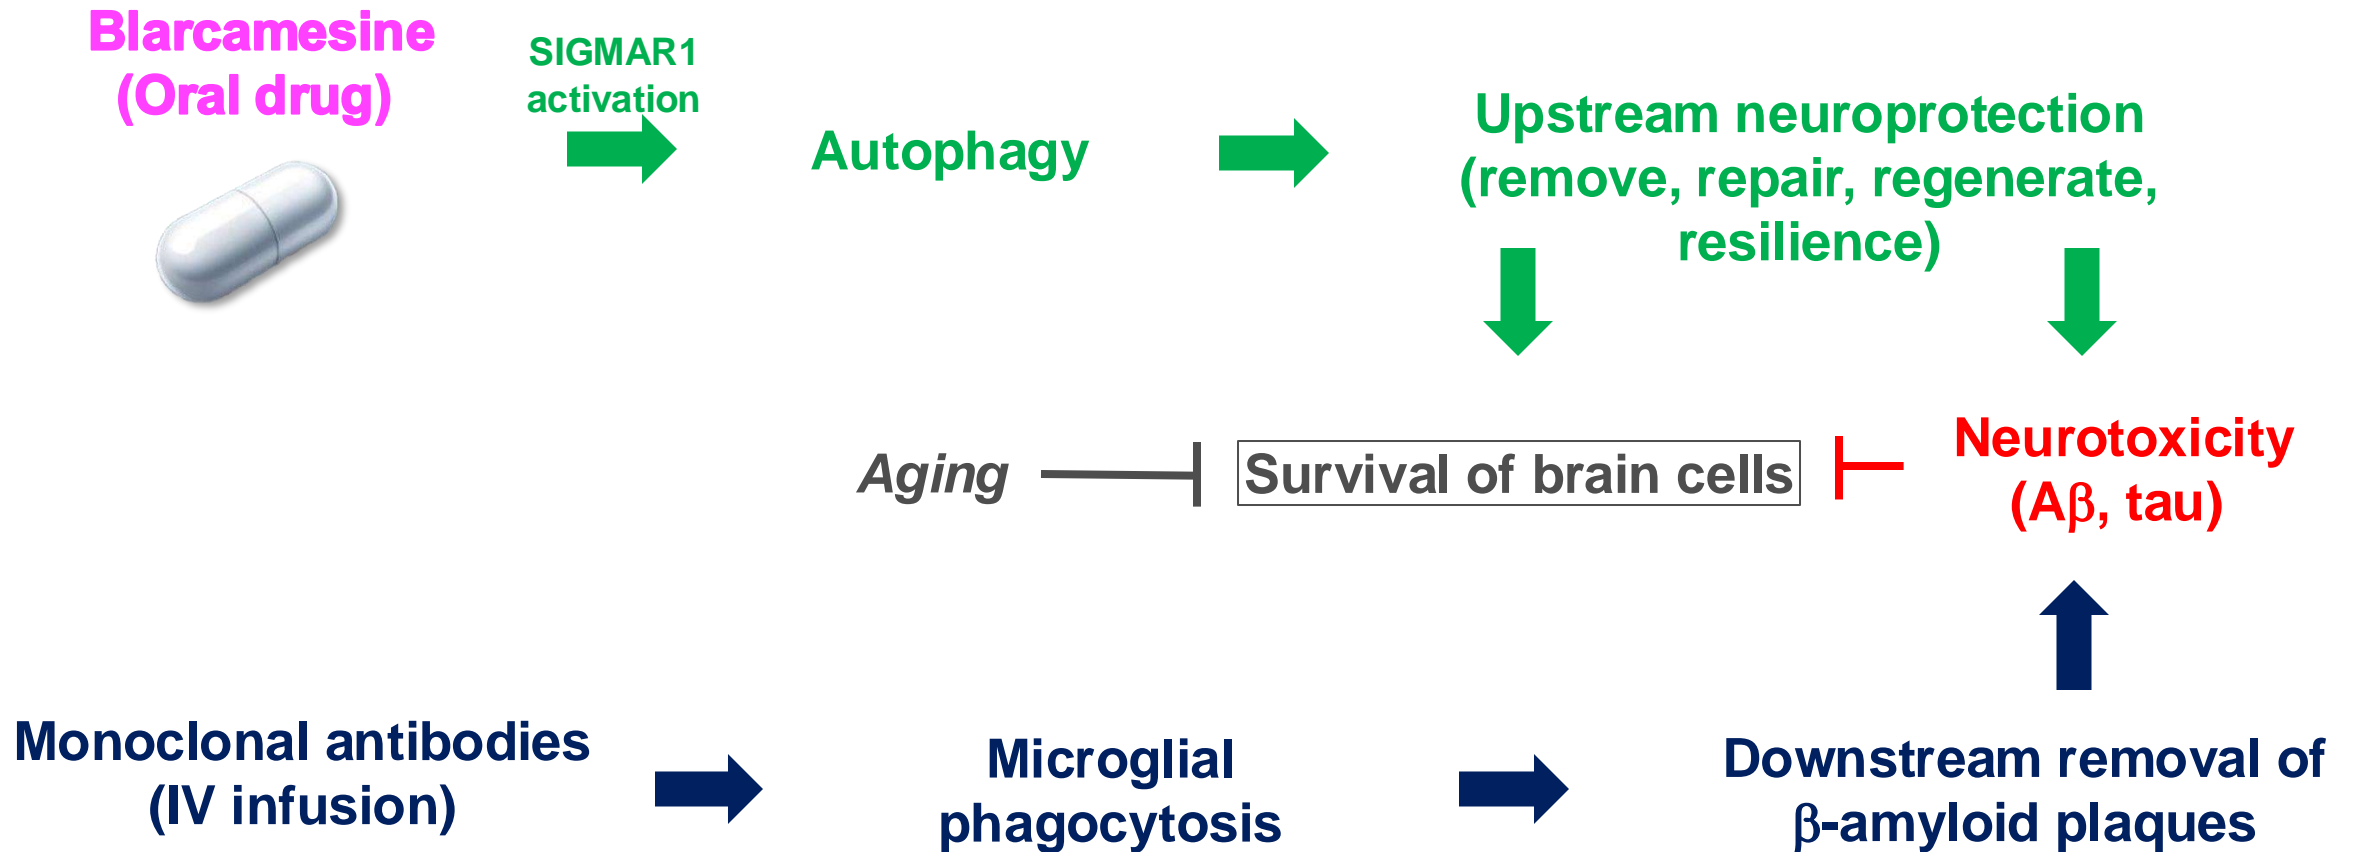 Blarcamesine
(Oral drug)
SIGMAR1
activation
Autophagy
Upstream neuroprotection
(remove, repair, regenerate,
resilience)
Aging
Survival of brain cells
Neurotoxicity
(Aβ, tau)
Monoclonal antibodies
(IV infusion)
Microglial
phagocytosis
Downstream removal of
β-amyloid plaques